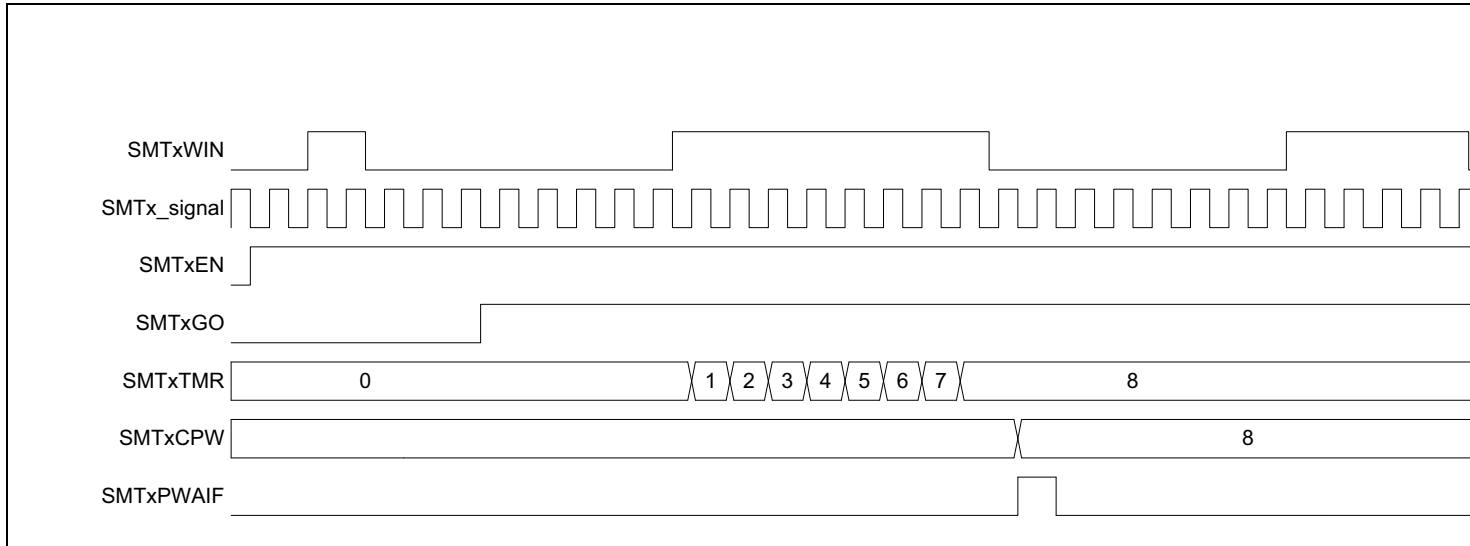 SMTxWIN
SMTx_signal
SMTxEN
SMTxGO
SMTxTMR 0 1 2 3 4 5 6 7 8
SMTxCPW 8
SMTxPWAIF